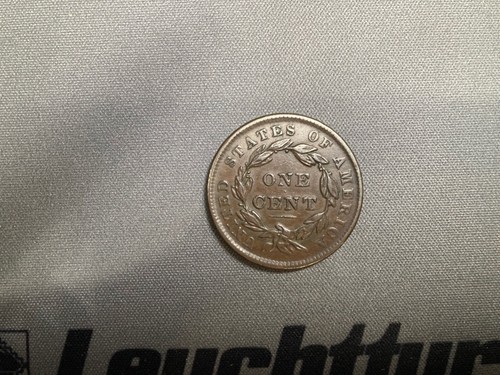 UNITED STATES OF AMERICA
ONE
CENT
Leuchttur